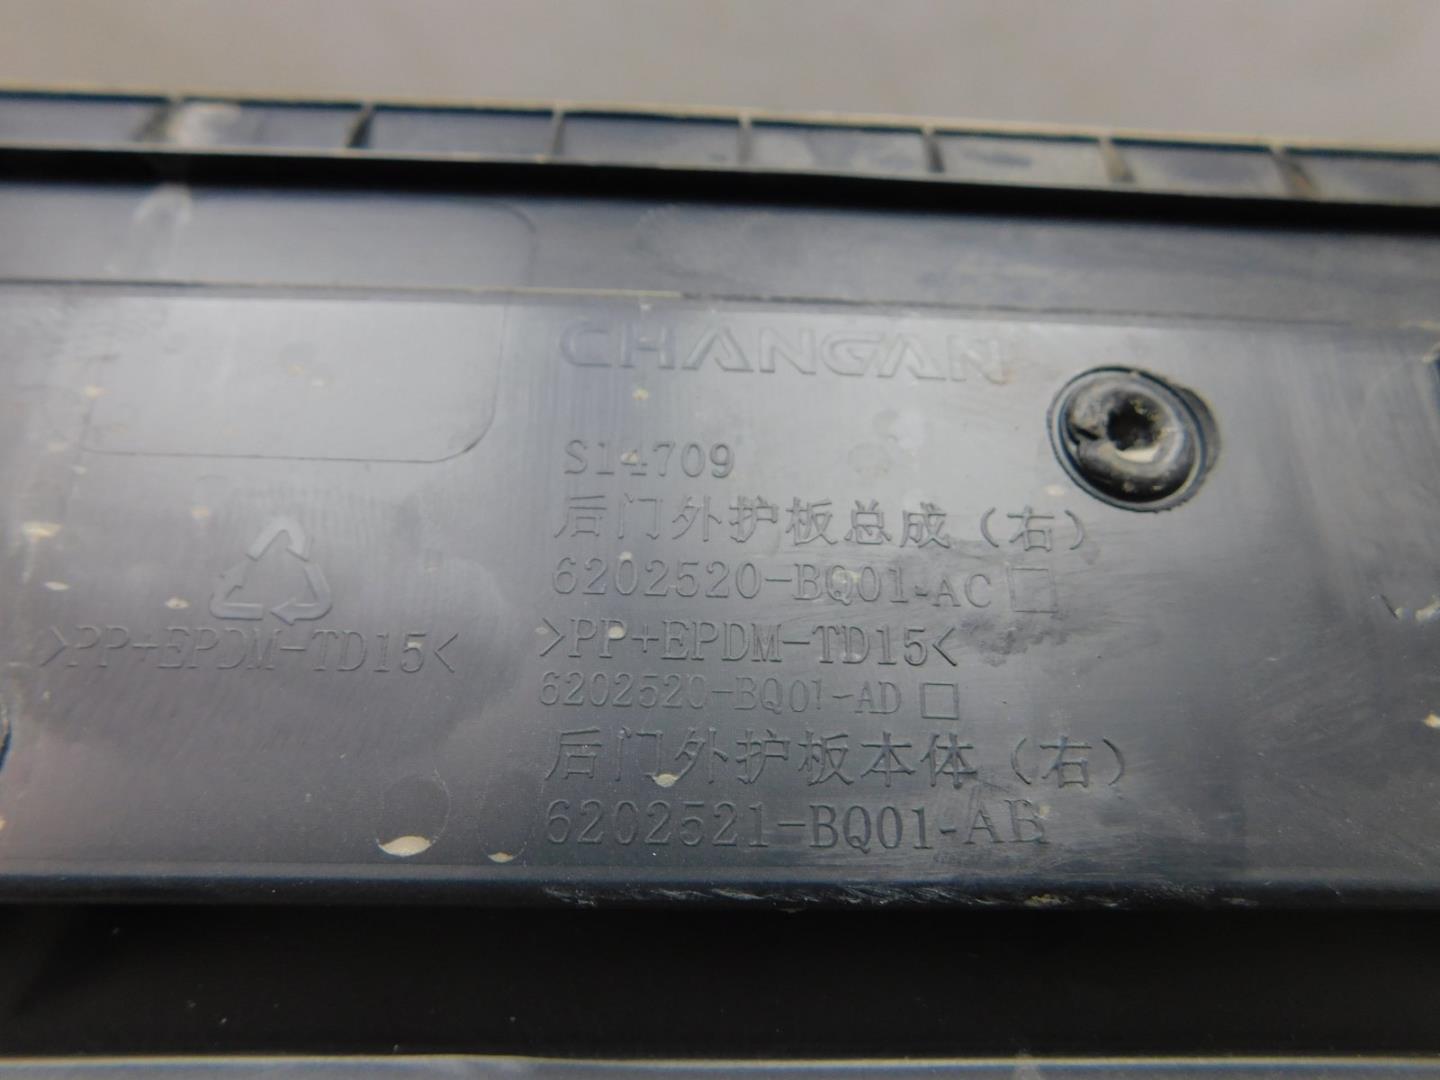 CHANGAN
S14709
后门外护板总成（右）
6202520-BQ01-AC□
>PP+EPDM-TD15<
>PP+EPDM-TD15<
6202520-BQ01-AD□
后门外护板本体（右）
6202521-BQ01-AB